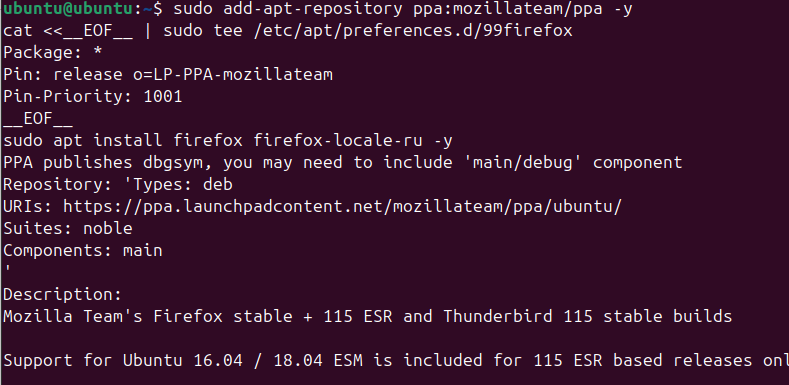 ubuntu@ubuntu:~$ sudo add-apt-repository ppa:mozillateam/ppa -y
cat <<__EOF__ | sudo tee /etc/apt/preferences.d/99firefox
Package: *
Pin: release o=LP-PPA-mozillateam
Pin-Priority: 1001
__EOF__
sudo apt install firefox firefox-locale-ru -y
PPA publishes dbgsym, you may need to include 'main/debug' component
Repository: 'Types: deb
URIs: https://ppa.launchpadcontent.net/mozillateam/ppa/ubuntu/
Suites: noble
Components: main
'
Description:
Mozilla Team's Firefox stable + 115 ESR and Thunderbird 115 stable builds
Support for Ubuntu 16.04 / 18.04 ESM is included for 115 ESR based releases onl